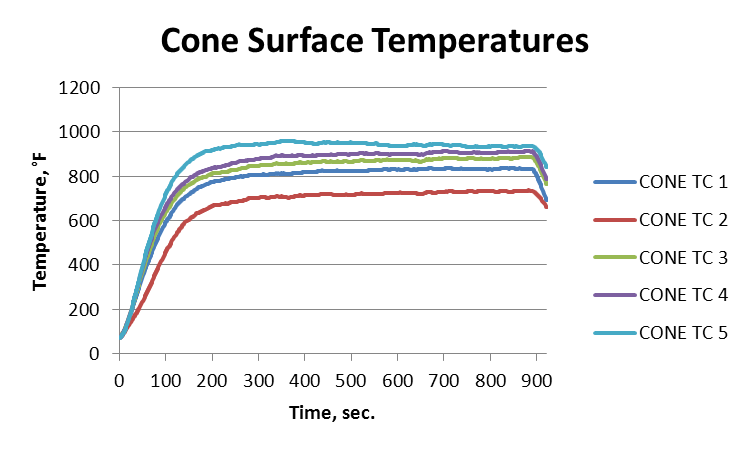 Cone Surface Temperatures
1200
1000
800
600
400
200
0
Temperature, °F
0 100 200 300 400 500 600 700 800 900
Time, sec.
CONE TC 1
CONE TC 2
CONE TC 3
CONE TC 4
CONE TC 5